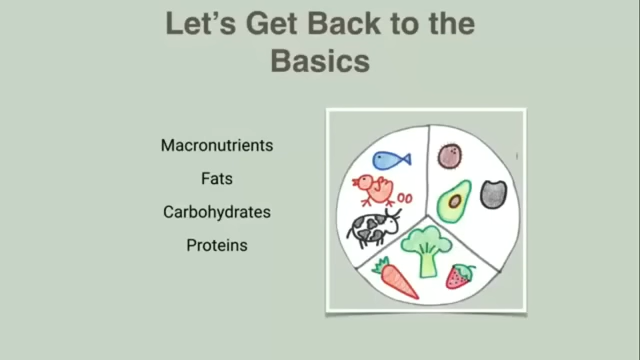 Let's Get Back to the
Basics
Macronutrients
Fats
Carbohydrates
Proteins